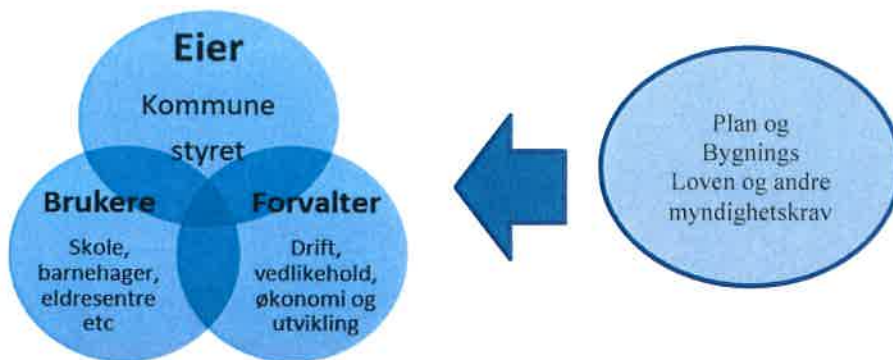 Eier
Kommune
styret
Brukere
Skole,
barnehager,
eldresentre
etc
Forvalter
Drift,
vedlikehold,
økonomi og
utvikling
Plan og
Bygnings
Loven og andre
myndighetskrav